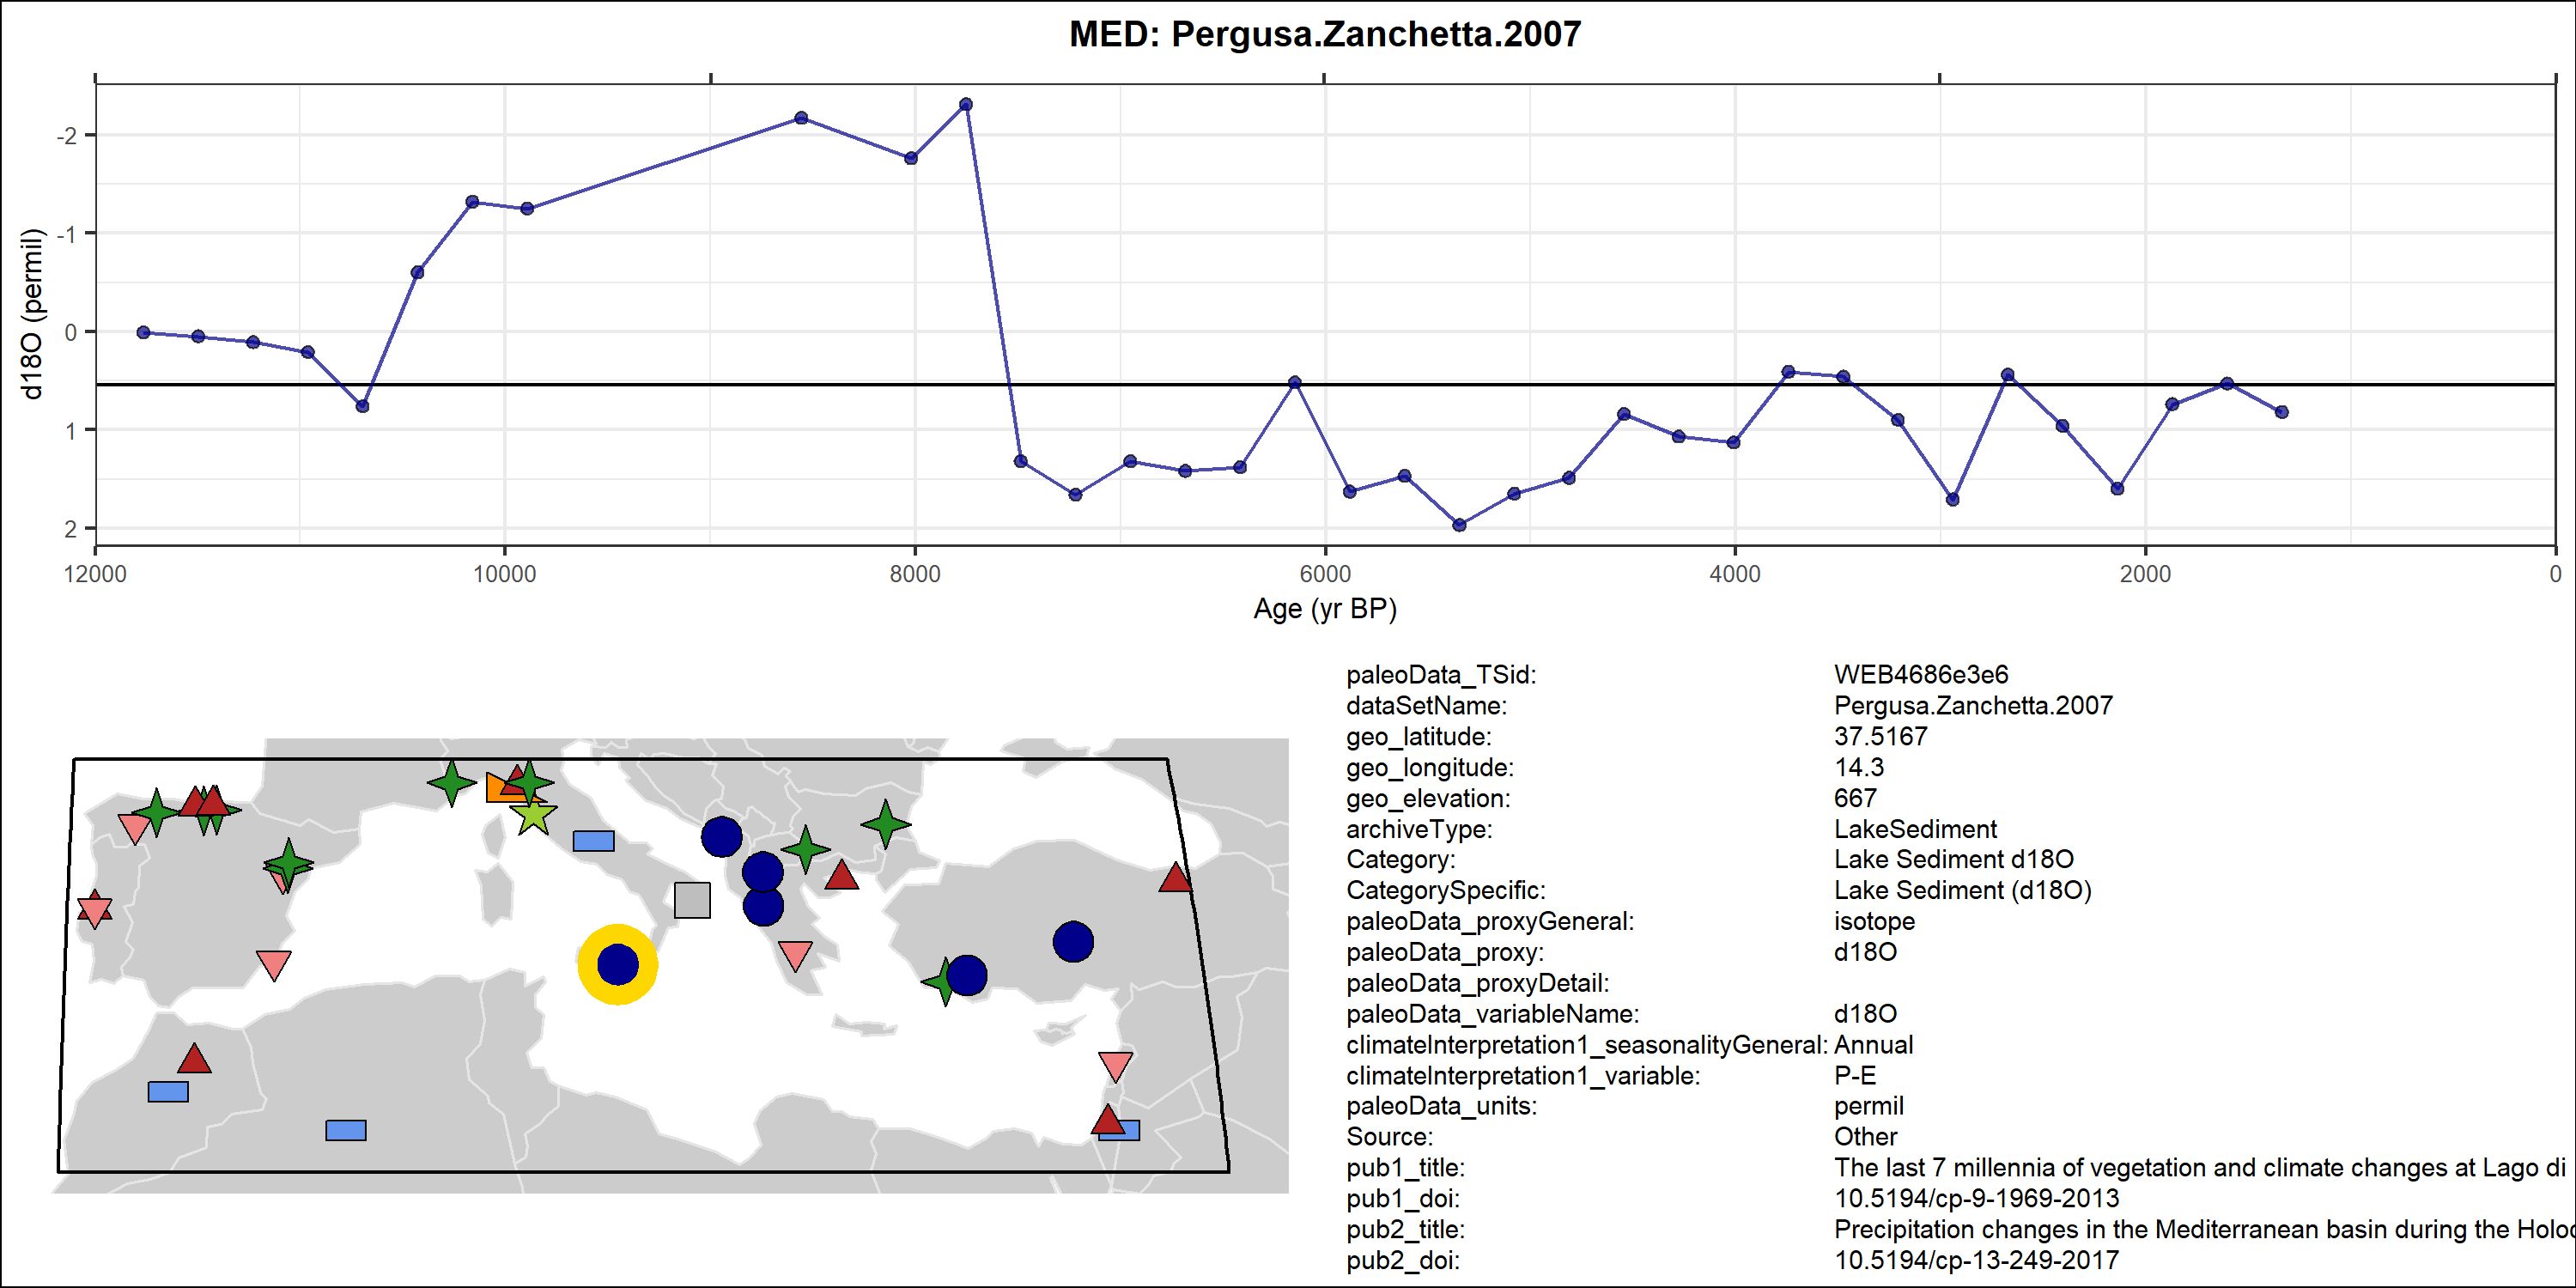 MED: Pergusa.Zanchetta.2007
d18O (permil)
-2
-1
0
1
2
12000 10000 8000 6000 4000 2000 0
Age (yr BP)
paleoData_TSid: WEB4686e3e6
dataSetName: Pergusa.Zanchetta.2007
geo_latitude: 37.5167
geo_longitude: 14.3
geo_elevation: 667
archiveType: LakeSediment
Category: Lake Sediment d18O
CategorySpecific: Lake Sediment (d18O)
paleoData_proxyGeneral: isotope
paleoData_proxy: d18O
paleoData_proxyDetail:
paleoData_variableName: d18O
climateInterpretation1_seasonalityGeneral: Annual
climateInterpretation1_variable: P-E
paleoData_units: permil
Source: Other
pub1_title: The last 7 millennia of vegetation and climate changes at Lago di
pub1_doi: 10.5194/cp-9-1969-2013
pub2_title: Precipitation changes in the Mediterranean basin during the Holoc
pub2_doi: 10.5194/cp-13-249-2017